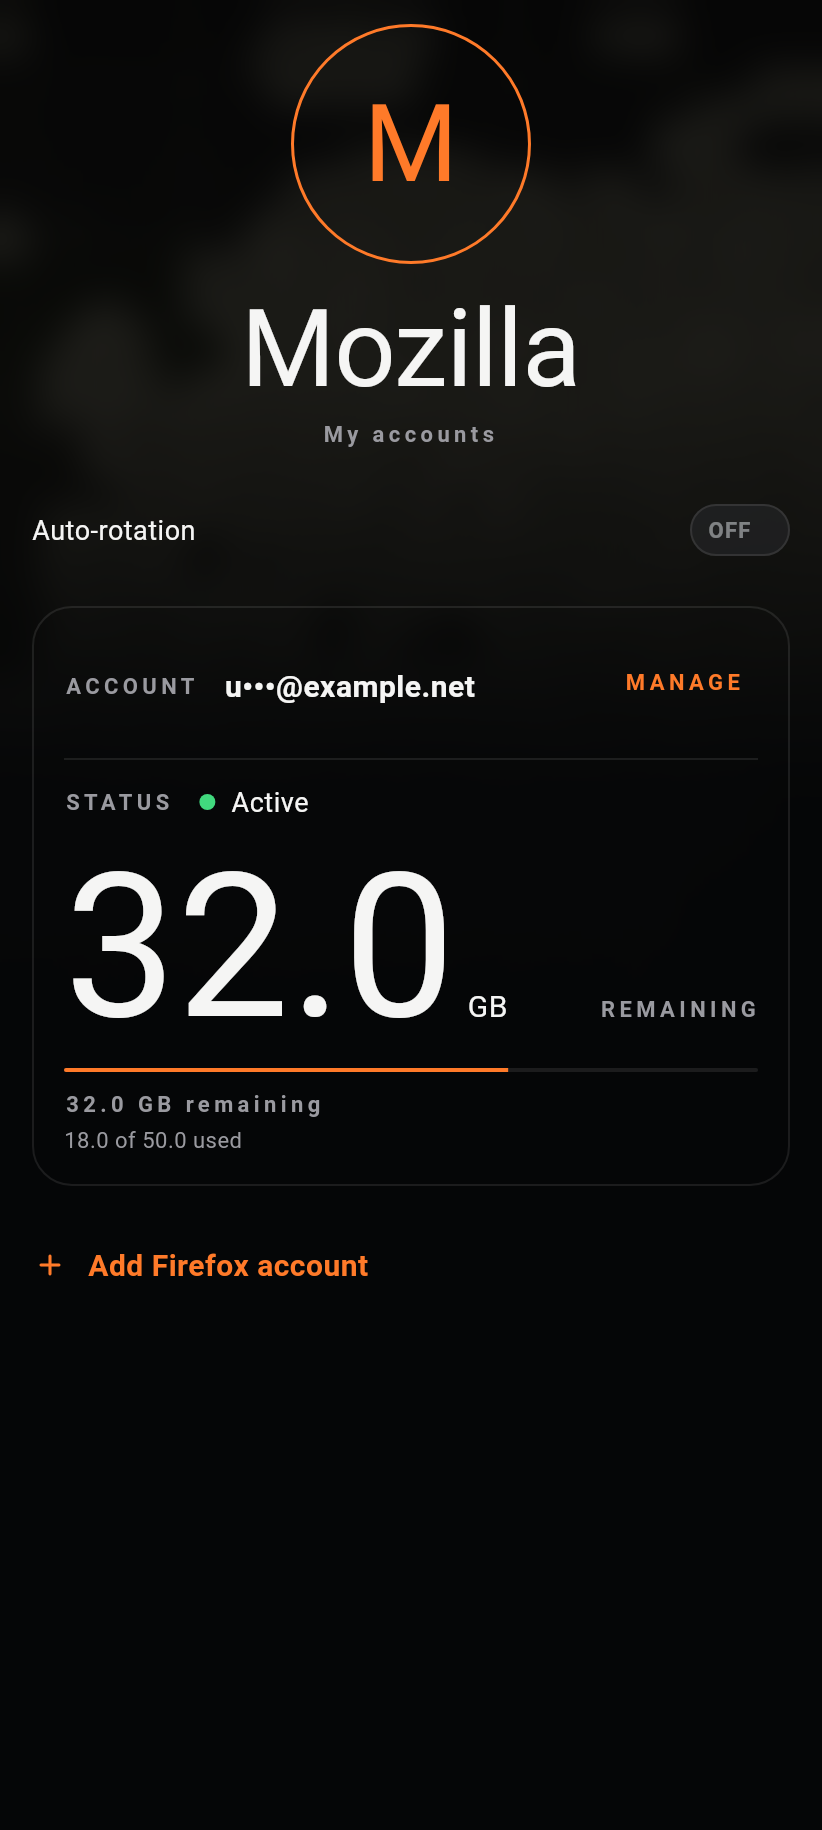 M
Mozilla
My accounts
Auto-rotation OFF
ACCOUNT u•••@example.net MANAGE
STATUS Active
32.0 GB REMAINING
32.0 GB remaining
18.0 of 50.0 used
+ Add Firefox account